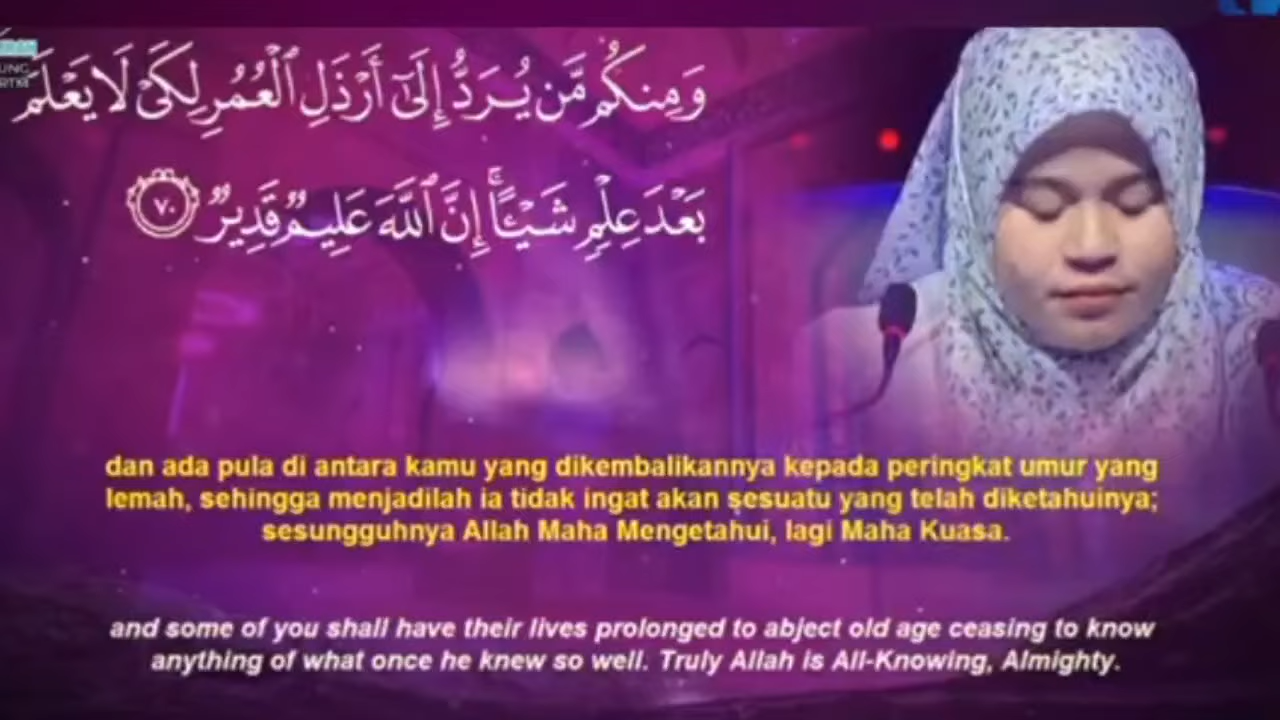 وَمِنكُم مَّن يُرَدُّ إِلَىٰٓ أَرْذَلِ ٱلْعُمُرِ لِكَىْ لَا يَعْلَمَ
بَعْدَ عِلْمٍ شَيْـًٔا ۚ إِنَّ ٱللَّهَ عَلِيمٌ قَدِيرٌ ٧٠
dan ada pula di antara kamu yang dikembalikannya kepada peringkat umur yang
lemah, sehingga menjadilah ia tidak ingat akan sesuatu yang telah diketahuinya;
sesungguhnya Allah Maha Mengetahui, lagi Maha Kuasa.
and some of you shall have their lives prolonged to abject old age ceasing to know
anything of what once he knew so well. Truly Allah is All-Knowing, Almighty.